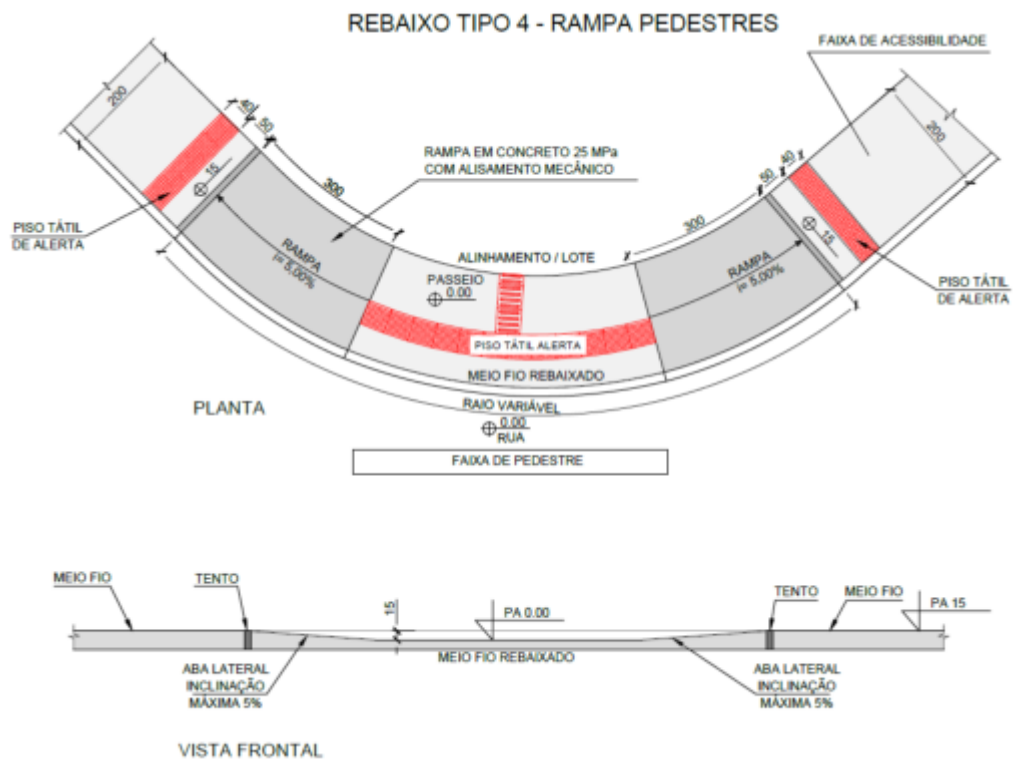 REBAIXO TIPO 4 - RAMPA PEDESTRES
FAIXA DE ACESSIBILIDADE
200
40
50
15
300
RAMPA EM CONCRETO 25 MPa
COM ALISAMENTO MECÂNICO
300
50
40
200
15
PISO TÁTIL
DE ALERTA
RAMPA
i= 5,00%
ALINHAMENTO / LOTE
PASSEIO
0.00
RAMPA
i= 5,00%
PISO TÁTIL
DE ALERTA
PISO TÁTIL ALERTA
MEIO FIO REBAIXADO
RAIO VARIÁVEL
PLANTA
0.00
RUA
FAIXA DE PEDESTRE
MEIO FIO
TENTO
15
PA 0.00
TENTO
MEIO FIO
PA 15
MEIO FIO REBAIXADO
ABA LATERAL
INCLINAÇÃO
MÁXIMA 5%
ABA LATERAL
INCLINAÇÃO
MÁXIMA 5%
VISTA FRONTAL